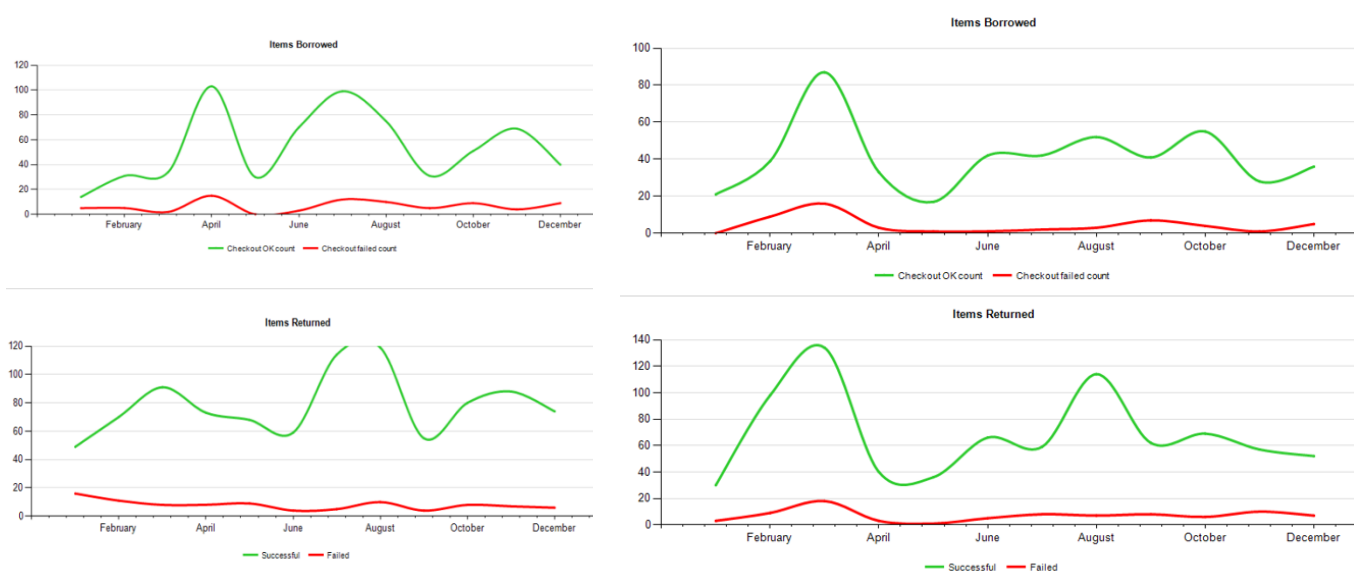 Items Borrowed
120
100
80
60
40
20
0
February April June August October December
Checkout OK count Checkout failed count
Items Returned
120
100
80
60
40
20
0
February April June August October December
Successful Failed
Items Borrowed
100
80
60
40
20
0
February April June August October December
Checkout OK count Checkout failed count
Items Returned
140
120
100
80
60
40
20
0
February April June August October December
Successful Failed